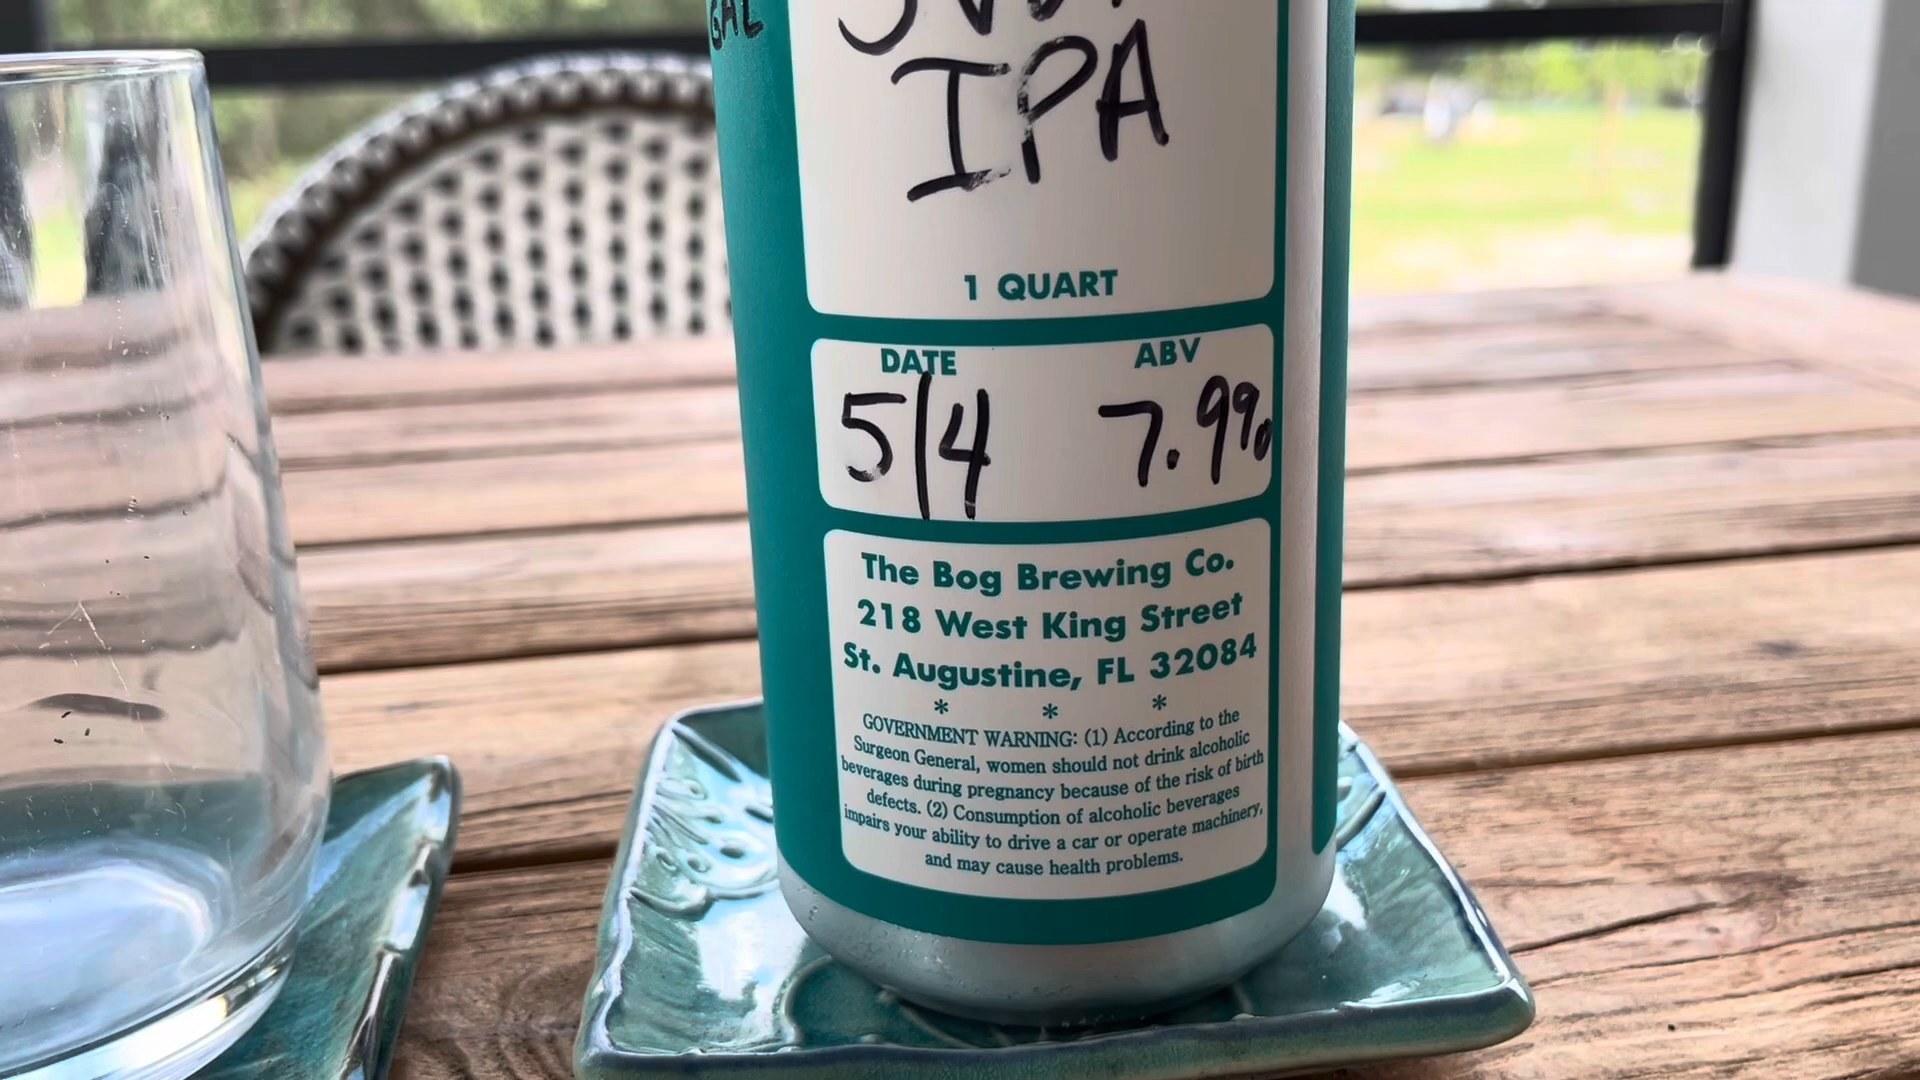 GAL
IPA
1 QUART
DATE ABV
5/4 7.9%
The Bog Brewing Co.
218 West King Street
St. Augustine, FL 32084
* * *
GOVERNMENT WARNING: (1) According to the
Surgeon General, women should not drink alcoholic
beverages during pregnancy because of the risk of birth
defects. (2) Consumption of alcoholic beverages
impairs your ability to drive a car or operate machinery,
and may cause health problems.